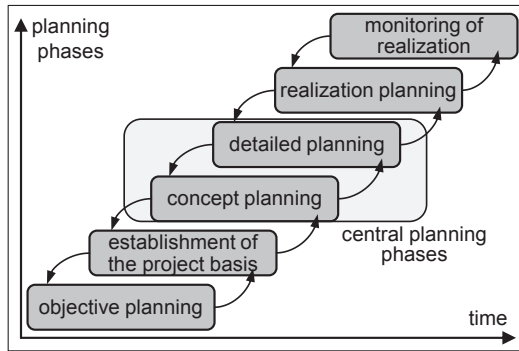 planning
phases
monitoring of
realization
realization planning
detailed planning
concept planning
central planning
phases
establishment of
the project basis
objective planning
time